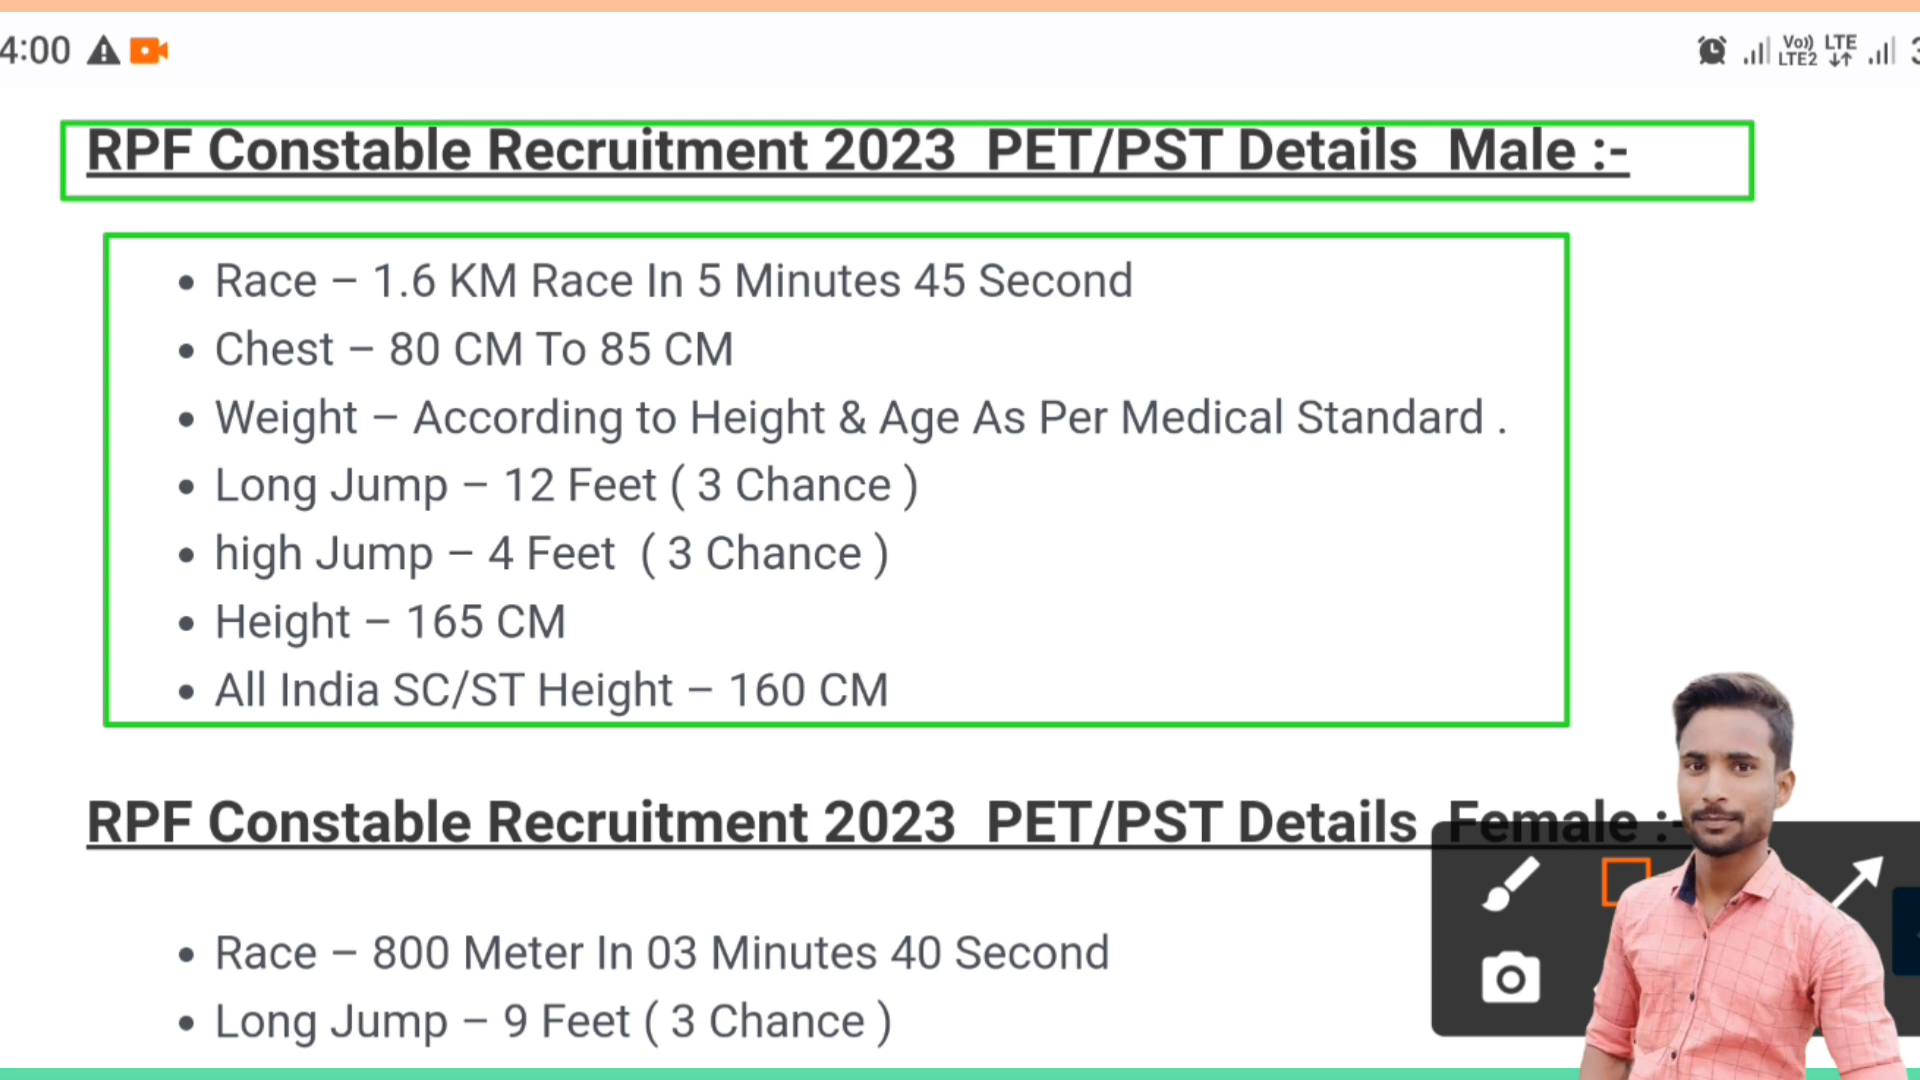 4:00
Vo)) LTE
LTE2
RPF Constable Recruitment 2023 PET/PST Details Male :-
• Race – 1.6 KM Race In 5 Minutes 45 Second
• Chest – 80 CM To 85 CM
• Weight – According to Height & Age As Per Medical Standard .
• Long Jump – 12 Feet ( 3 Chance )
• high Jump – 4 Feet ( 3 Chance )
• Height – 165 CM
• All India SC/ST Height – 160 CM
RPF Constable Recruitment 2023 PET/PST Details Female :-
• Race – 800 Meter In 03 Minutes 40 Second
• Long Jump – 9 Feet ( 3 Chance )